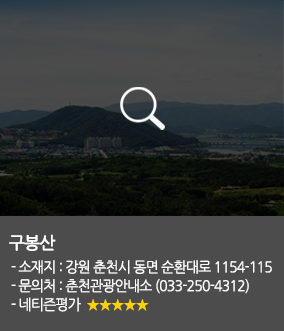 구봉산
- 소재지 : 강원 춘천시 동면 순환대로 1154-115
- 문의처 : 춘천관광안내소 (033-250-4312)
- 네티즌평가 ★★★★★